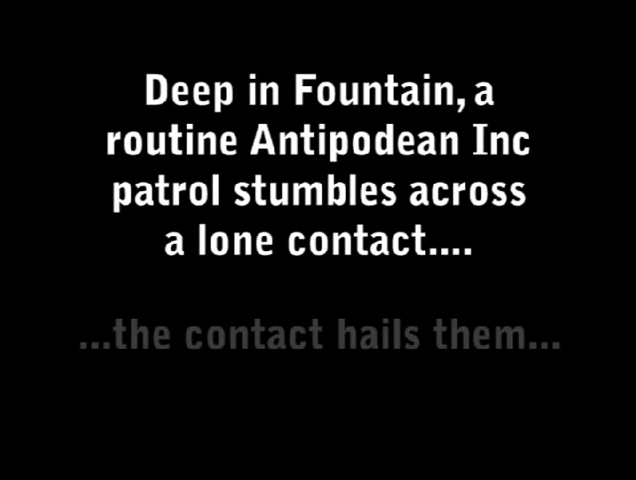 Deep in Fountain, a
routine Antipodean Inc
patrol stumbles across
a lone contact....
...the contact hails them...